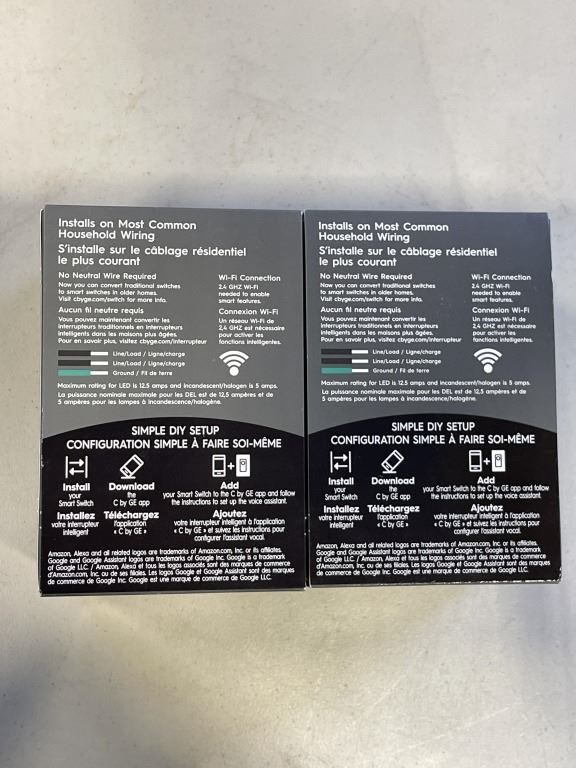 Installs on Most Common
Household Wiring
S'installe sur le câblage résidentiel
le plus courant
No Neutral Wire Required
Now you can convert traditional switches
to smart switches in older homes.
Visit cbyge.com/switch for more info.
Aucun fil neutre requis
Vous pouvez maintenant convertir les
interrupteurs traditionnels en interrupteurs
intelligents dans les maisons plus âgées.
Pour en savoir plus, visitez cbyge.com/interrupteur
Wi-Fi Connection
2.4 GHZ Wi-Fi
needed to enable
smart features.
Connexion Wi-Fi
Un réseau Wi-Fi de
2,4 GHZ est nécessaire
pour activer les
fonctions intelligentes.
Line/Load / Ligne/charge
Line/Load / Ligne/charge
Ground / Fil de terre
Maximum rating for LED is 12.5 amps and incandescent/halogen is 5 amps.
La puissance nominale maximale pour les DEL est de 12,5 ampères et de
5 ampères pour les lampes à incandescence/halogène.
SIMPLE DIY SETUP
CONFIGURATION SIMPLE À FAIRE SOI-MÊME
Install
your
Smart Switch
Installez
votre interrupteur
intelligent
Download
the
C by GE app
Téléchargez
l'application
« C by GE »
Add
your Smart Switch to the C by GE app and follow
the instructions to set up the voice assistant.
Ajoutez
votre interrupteur intelligent à l'application
« C by GE » et suivez les instructions pour
configurer l'assistant vocal.
Amazon, Alexa and all related logos are trademarks of Amazon.com, Inc. or its affiliates.
Google and Google Assistant logos are trademarks of Google Inc. Google is a trademark
of Google LLC. / Amazon, Alexa et tous les logos associés sont des marques de commerce
d'Amazon.com, Inc. ou de ses filiales. Les logos Google et Google Assistant sont des marques
de commerce de Google Inc. Google est une marque de commerce de Google LLC.
Installs on Most Common
Household Wiring
S'installe sur le câblage résidentiel
le plus courant
No Neutral Wire Required
Now you can convert traditional switches
to smart switches in older homes.
Visit cbyge.com/switch for more info.
Aucun fil neutre requis
Vous pouvez maintenant convertir les
interrupteurs traditionnels en interrupteurs
intelligents dans les maisons plus âgées.
Pour en savoir plus, visitez cbyge.com/interrupteur
Wi-Fi Connection
2.4 GHZ Wi-Fi
needed to enable
smart features.
Connexion Wi-Fi
Un réseau Wi-Fi de
2,4 GHZ est nécessaire
pour activer les
fonctions intelligentes.
Line/Load / Ligne/charge
Line/Load / Ligne/charge
Ground / Fil de terre
Maximum rating for LED is 12.5 amps and incandescent/halogen is 5 amps.
La puissance nominale maximale pour les DEL est de 12,5 ampères et de
5 ampères pour les lampes à incandescence/halogène.
SIMPLE DIY SETUP
CONFIGURATION SIMPLE À FAIRE SOI-MÊME
Install
your
Smart Switch
Installez
votre interrupteur
intelligent
Download
the
C by GE app
Téléchargez
l'application
« C by GE »
Add
your Smart Switch to the C by GE app and follow
the instructions to set up the voice assistant.
Ajoutez
votre interrupteur intelligent à l'application
« C by GE » et suivez les instructions pour
configurer l'assistant vocal.
Amazon, Alexa and all related logos are trademarks of Amazon.com, Inc. or its affiliates.
Google and Google Assistant logos are trademarks of Google Inc. Google is a trademark
of Google LLC. / Amazon, Alexa et tous les logos associés sont des marques de commerce
d'Amazon.com, Inc. ou de ses filiales. Les logos Google et Google Assistant sont des marques
de commerce de Google Inc. Google est une marque de commerce de Google LLC.